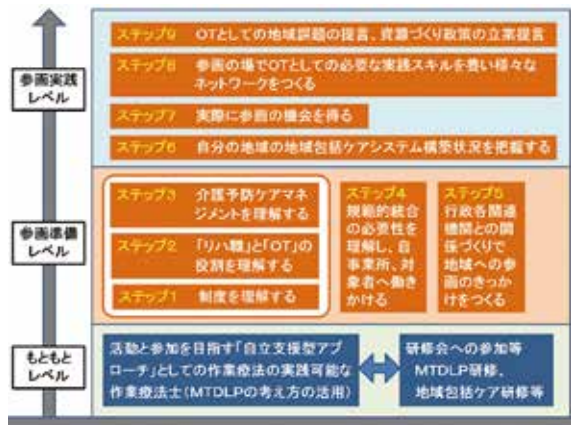 参画実践
レベル
ステップ9 OTとしての地域課題の提言、資源づくり政策の立案提言
ステップ8 参画の場でOTとしての必要な実践スキルを養い様々な
ネットワークをつくる
ステップ7 実際に参画の機会を得る
ステップ6 自分の地域の地域包括ケアシステム構築状況を把握する
参画準備
レベル
ステップ3 介護予防ケアマネ
ジメントを理解する
ステップ2 「リハ職」と「OT」の
役割を理解する
ステップ1 制度を理解する
ステップ4
規範的統合
の必要性を
理解し、自
事業所、対
象者へ働き
かける
ステップ5
行政各関連
機関との関
係づくりで
地域への参
画のきっか
けをつくる
もともと
レベル
活動と参加を目指す「自立支援型アプ
ローチ」としての作業療法の実践可能な
作業療法士(MTDLPの考え方の活用)
研修会への参加等
MTDLP研修、
地域包括ケア研修等